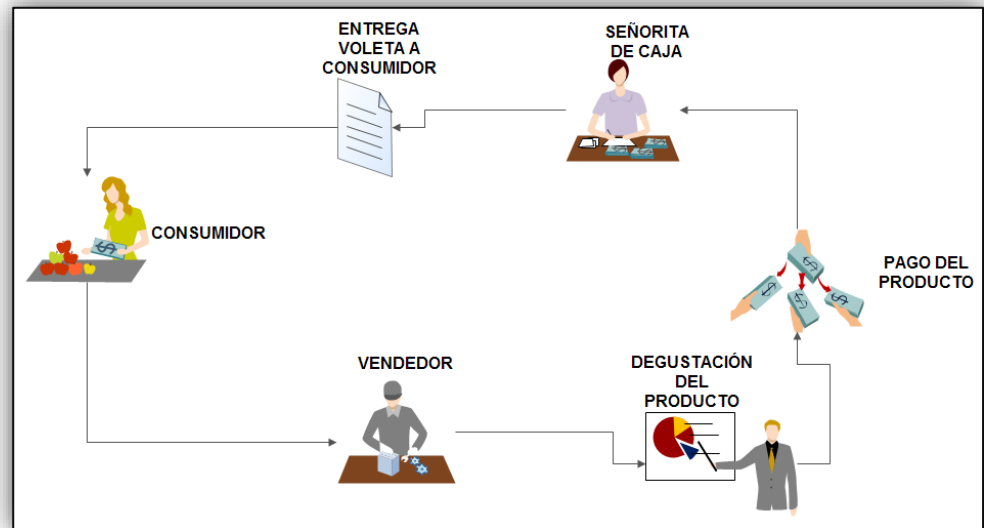 ENTREGA
VOLETA A
CONSUMIDOR
SEÑORITA
DE CAJA
CONSUMIDOR
PAGO DEL
PRODUCTO
VENDEDOR
DEGUSTACIÓN
DEL
PRODUCTO